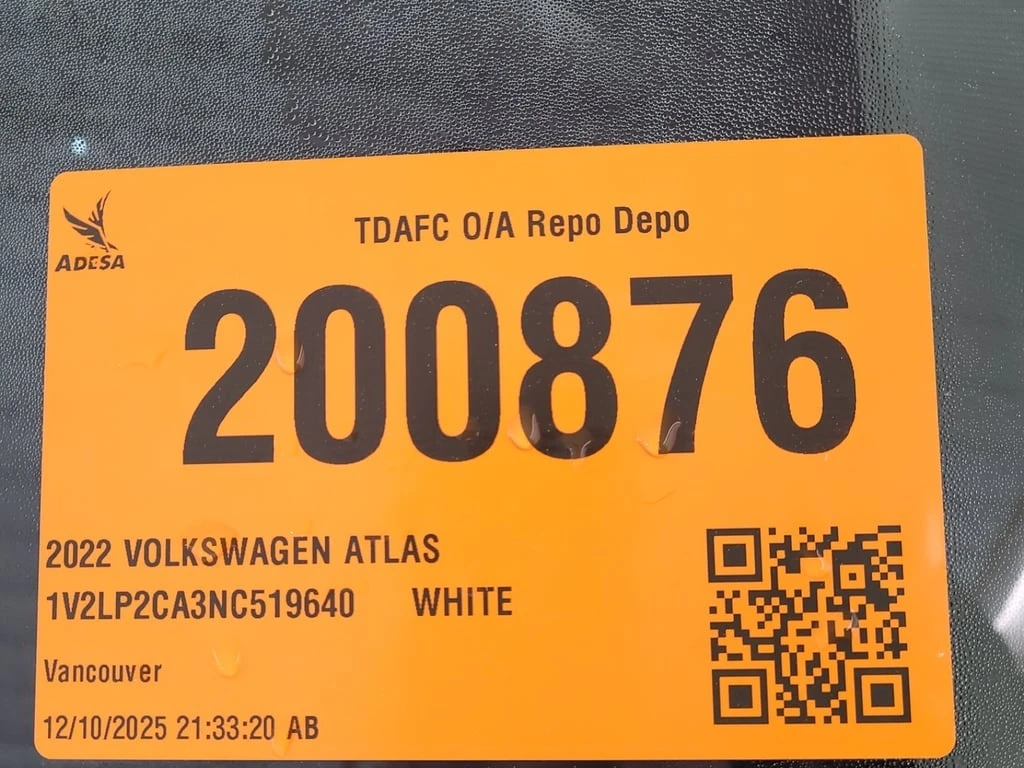 ADESA
TDAFC O/A Repo Depo
200876
2022 VOLKSWAGEN ATLAS
1V2LP2CA3NC519640 WHITE
Vancouver
12/10/2025 21:33:20 AB